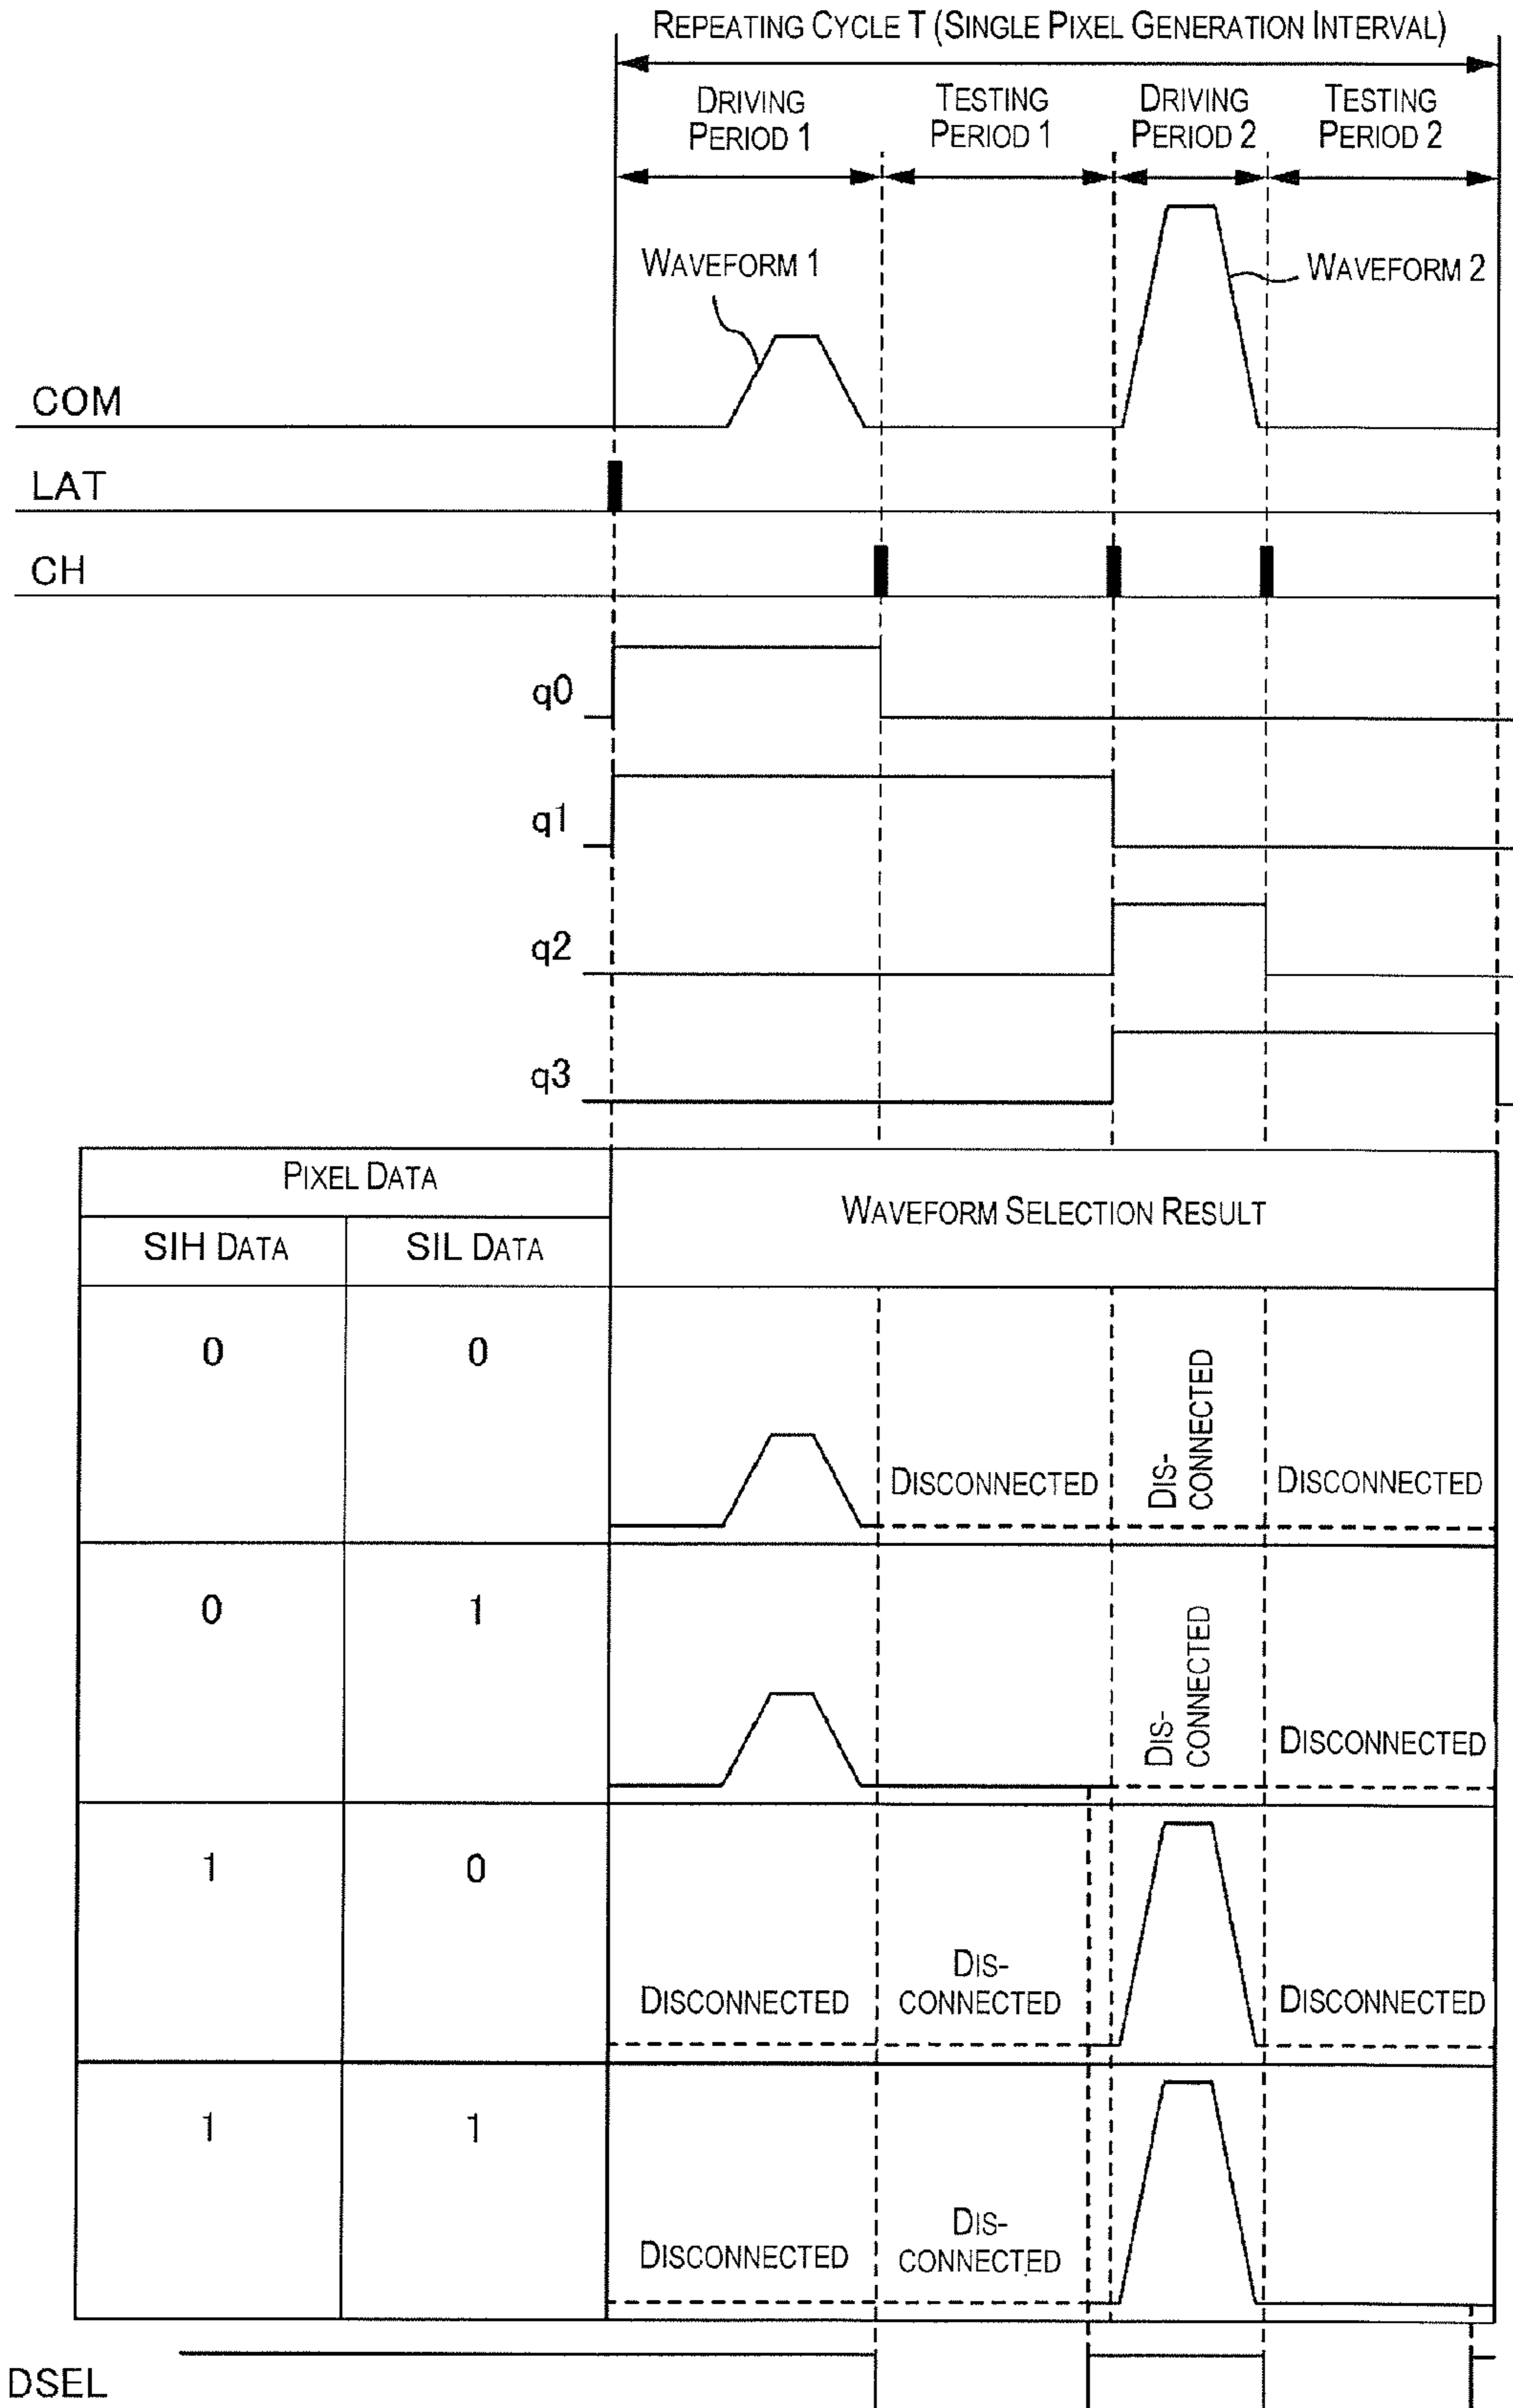 REPEATING CYCLE T (SINGLE PIXEL GENERATION INTERVAL)
DRIVING
PERIOD 1
TESTING
PERIOD 1
DRIVING
PERIOD 2
TESTING
PERIOD 2
WAVEFORM 1
WAVEFORM 2
COM
LAT
CH
q0
q1
q2
q3
PIXEL DATA
WAVEFORM SELECTION RESULT
SIH DATA
SIL DATA
0
0
DISCONNECTED
DIS-
CONNECTED
DISCONNECTED
0
1
DIS-
CONNECTED
DISCONNECTED
1
0
DISCONNECTED
DIS-
CONNECTED
DISCONNECTED
1
1
DISCONNECTED
DIS-
CONNECTED
DSEL